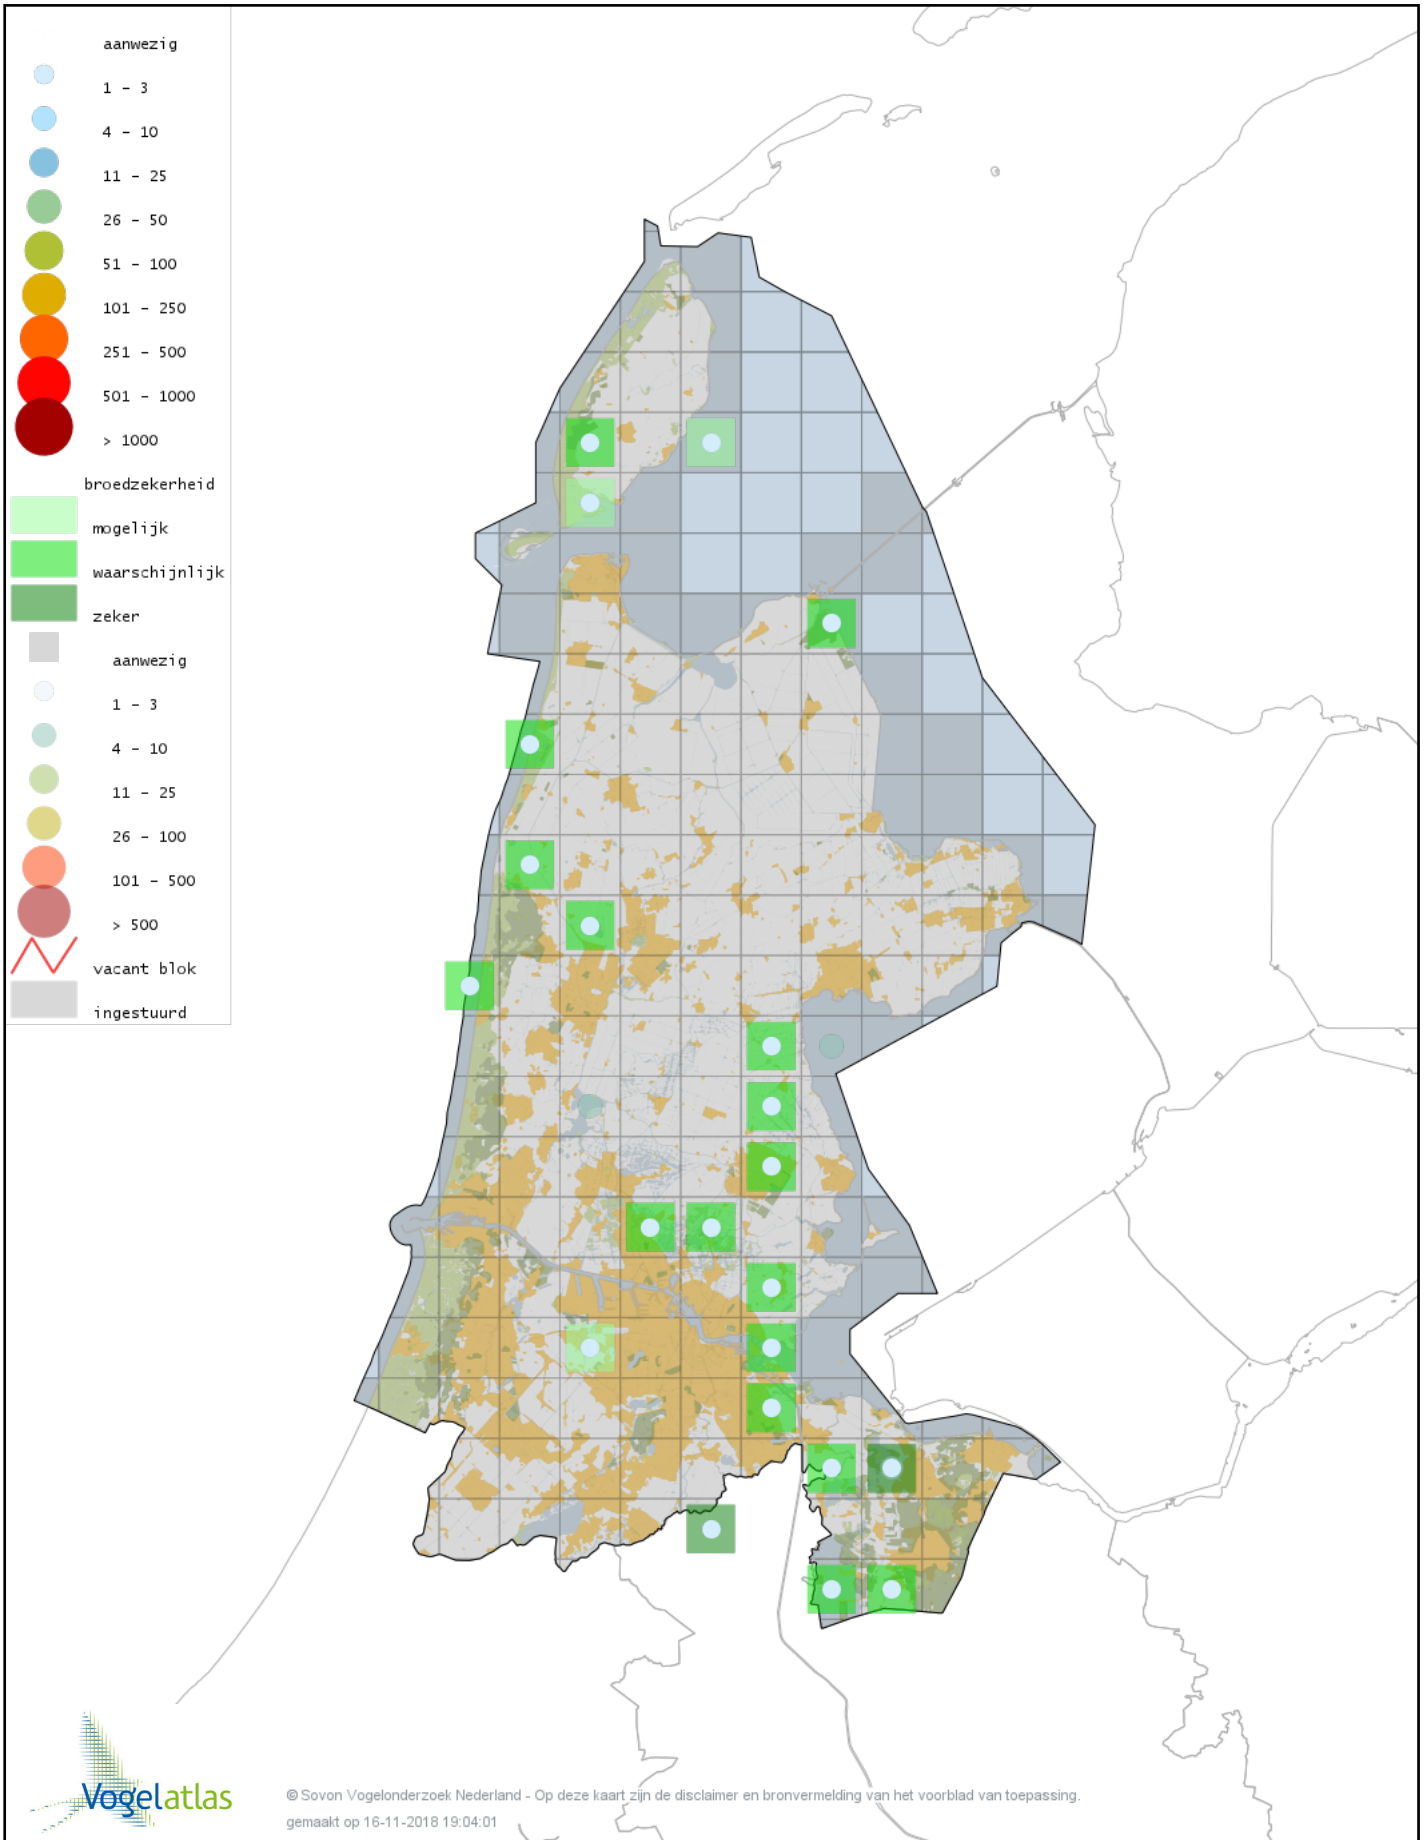 aanwezig
1 - 3
4 - 10
11 - 25
26 - 50
51 - 100
101 - 250
251 - 500
501 - 1000
> 1000
broedzekerheid
mogelijk
waarschijnlijk
zeker
aanwezig
1 - 3
4 - 10
11 - 25
26 - 100
101 - 500
> 500
vacant blok
ingestuurd
Vogelatlas
© Sovon Vogelonderzoek Nederland - Op deze kaart zijn de disclaimer en bronvermelding van het voorblad van toepassing.
gemaakt op 16-11-2018 19:04:01